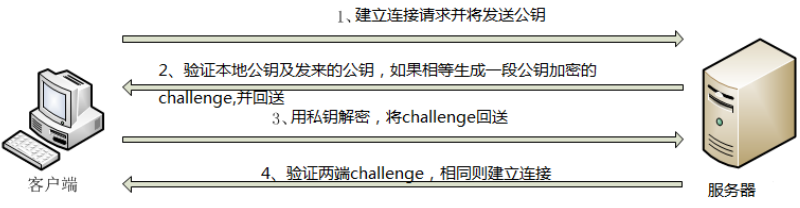 1、建立连接请求并将发送公钥
2、验证本地公钥及发来的公钥，如果相等生成一段公钥加密的
challenge,并回送
3、用私钥解密，将challenge回送
4、验证两端challenge，相同则建立连接
客户端
服务器